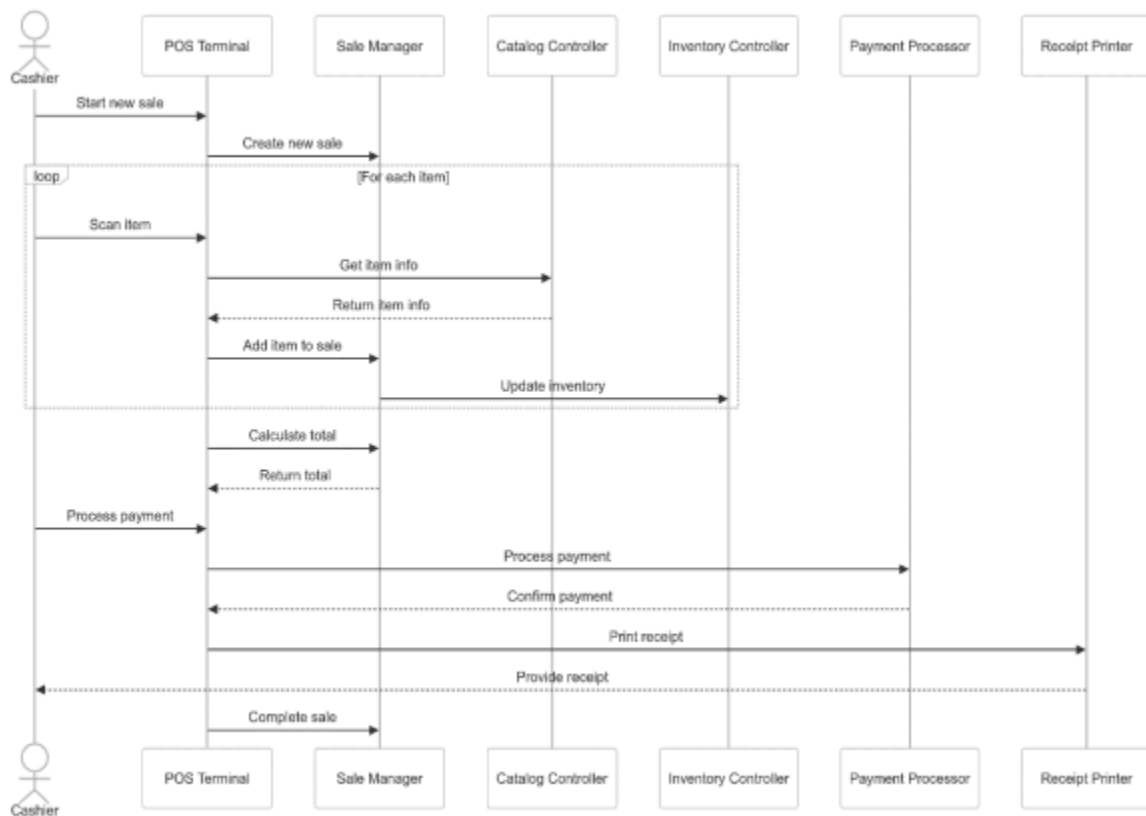 POS Terminal
Sale Manager
Catalog Controller
Inventory Controller
Payment Processor
Receipt Printer
Cashier
Start new sale
Create new sale
loop
[For each item]
Scan item
Get item info
Return item info
Add item to sale
Update inventory
Calculate total
Return total
Process payment
Process payment
Confirm payment
Print receipt
Provide receipt
Complete sale
POS Terminal
Sale Manager
Catalog Controller
Inventory Controller
Payment Processor
Receipt Printer
Cashier